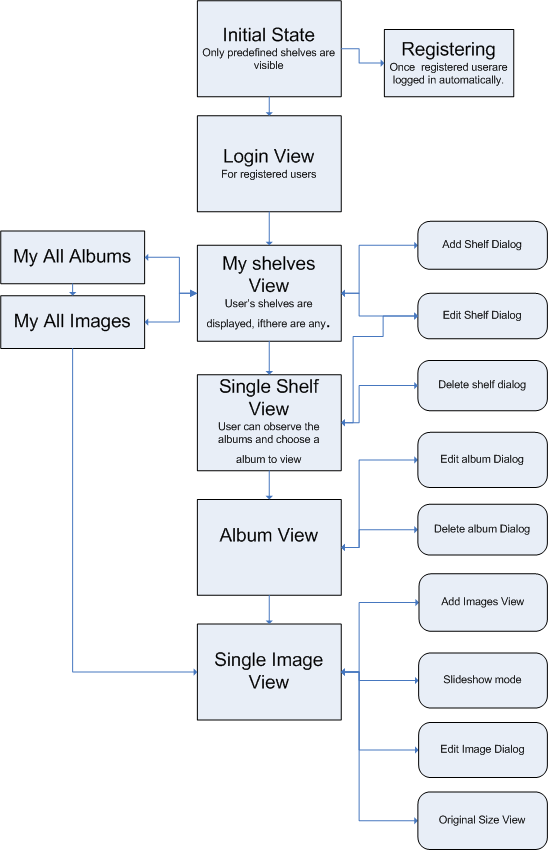 Initial State
Only predefined shelves are
visible
Registering
Once registered userare
logged in automatically.
Login View
For registered users
My All Albums
My All Images
My shelves
View
User's shelves are
displayed, ifthere are any.
Add Shelf Dialog
Edit Shelf Dialog
Single Shelf
View
User can observe the
albums and choose a
album to view
Delete shelf dialog
Edit album Dialog
Album View
Delete album Dialog
Add Images View
Single Image
View
Slideshow mode
Edit Image Dialog
Original Size View